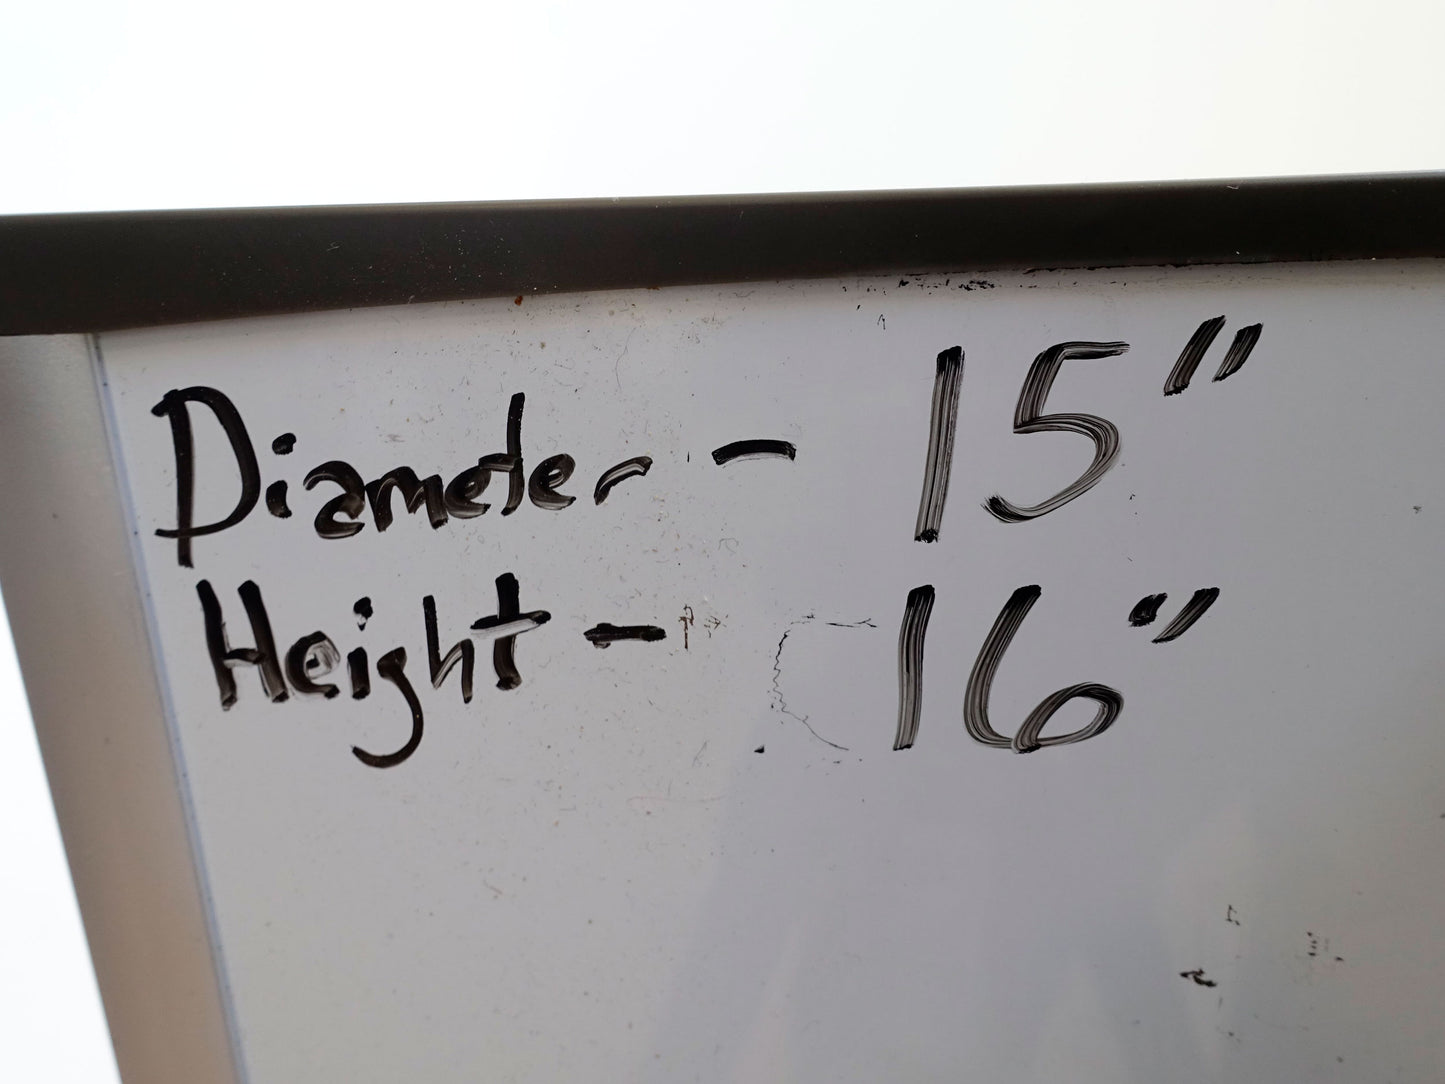 Diameter - 15"
Height - 16"